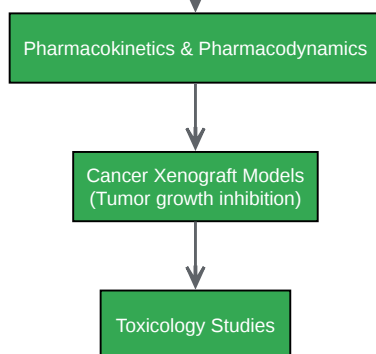 Pharmacokinetics & Pharmacodynamics
Cancer Xenograft Models
(Tumor growth inhibition)
Toxicology Studies